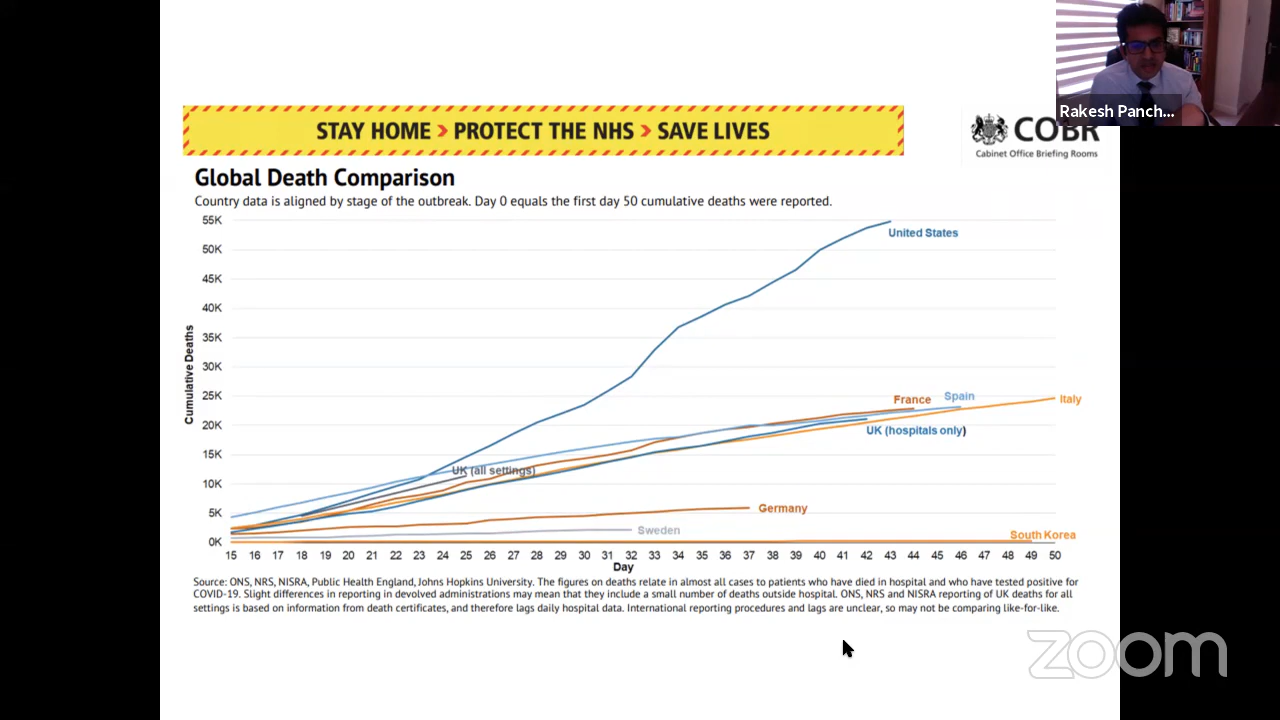 Rakesh Panch...
STAY HOME > PROTECT THE NHS > SAVE LIVES
COBR
Cabinet Office Briefing Rooms
Global Death Comparison
Country data is aligned by stage of the outbreak. Day 0 equals the first day 50 cumulative deaths were reported.
Cumulative Deaths
55K
50K
45K
40K
35K
30K
25K
20K
15K
10K
5K
0K
United States
France
Spain
Italy
UK (hospitals only)
UK (all settings)
Germany
Sweden
South Korea
15 16 17 18 19 20 21 22 23 24 25 26 27 28 29 30 31 32 33 34 35 36 37 38 39 40 41 42 43 44 45 46 47 48 49 50
Day
Source: ONS, NRS, NISRA, Public Health England, Johns Hopkins University. The figures on deaths relate in almost all cases to patients who have died in hospital and who have tested positive for
COVID-19. Slight differences in reporting in devolved administrations may mean that they include a small number of deaths outside hospital. ONS, NRS and NISRA reporting of UK deaths for all
settings is based on information from death certificates, and therefore lags daily hospital data. International reporting procedures and lags are unclear, so may not be comparing like-for-like.
zoom